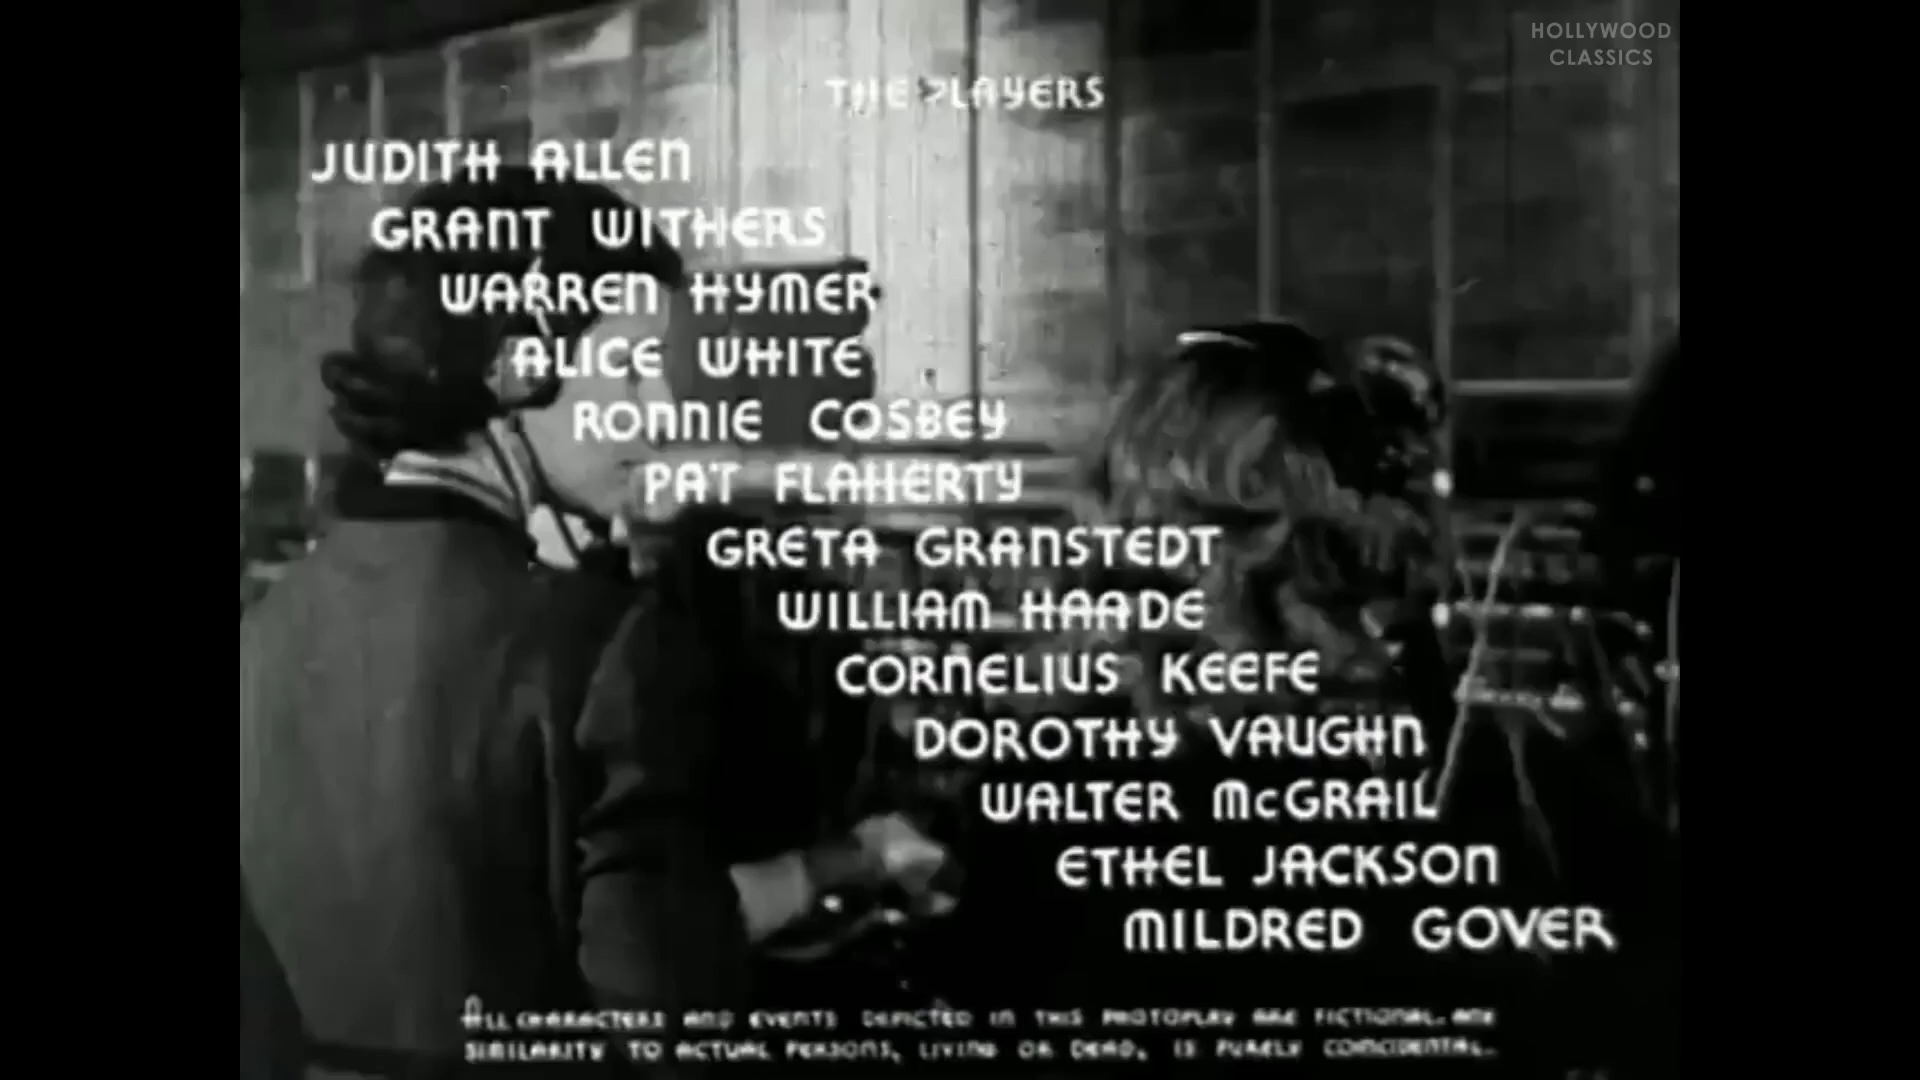 HOLLYWOOD
CLASSICS
THE PLAYERS
JUDITH ALLEN
GRANT WITHERS
WARREN HYMER
ALICE WHITE
RONNIE COSBEY
PAT FLAHERTY
GRETA GRANSTEDT
WILLIAM HAADE
CORNELIUS KEEFE
DOROTHY VAUGHN
WALTER McGRAIL
ETHEL JACKSON
MILDRED GOVER
ALL CHARACTERS AND EVENTS DEPICTED IN THIS PHOTOPLAY ARE FICTIONAL. ANY
SIMILARITY TO ACTUAL PERSONS, LIVING OR DEAD, IS PURELY COINCIDENTAL.